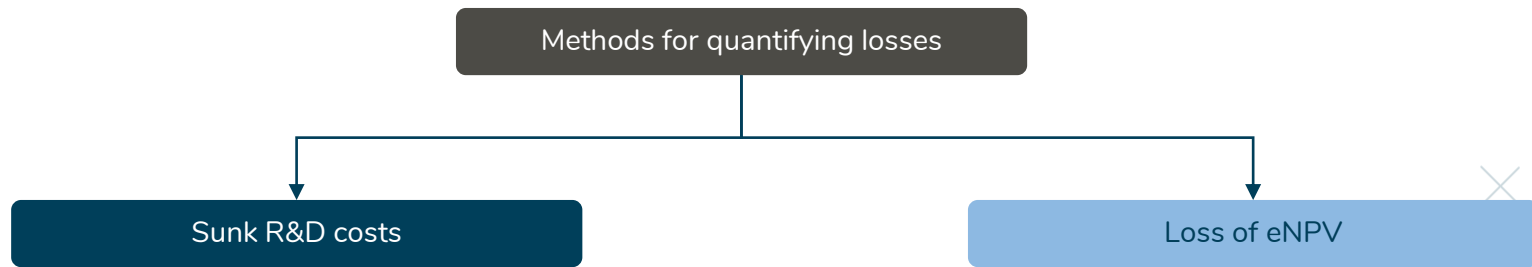 Methods for quantifying losses
Sunk R&D costs
Loss of eNPV